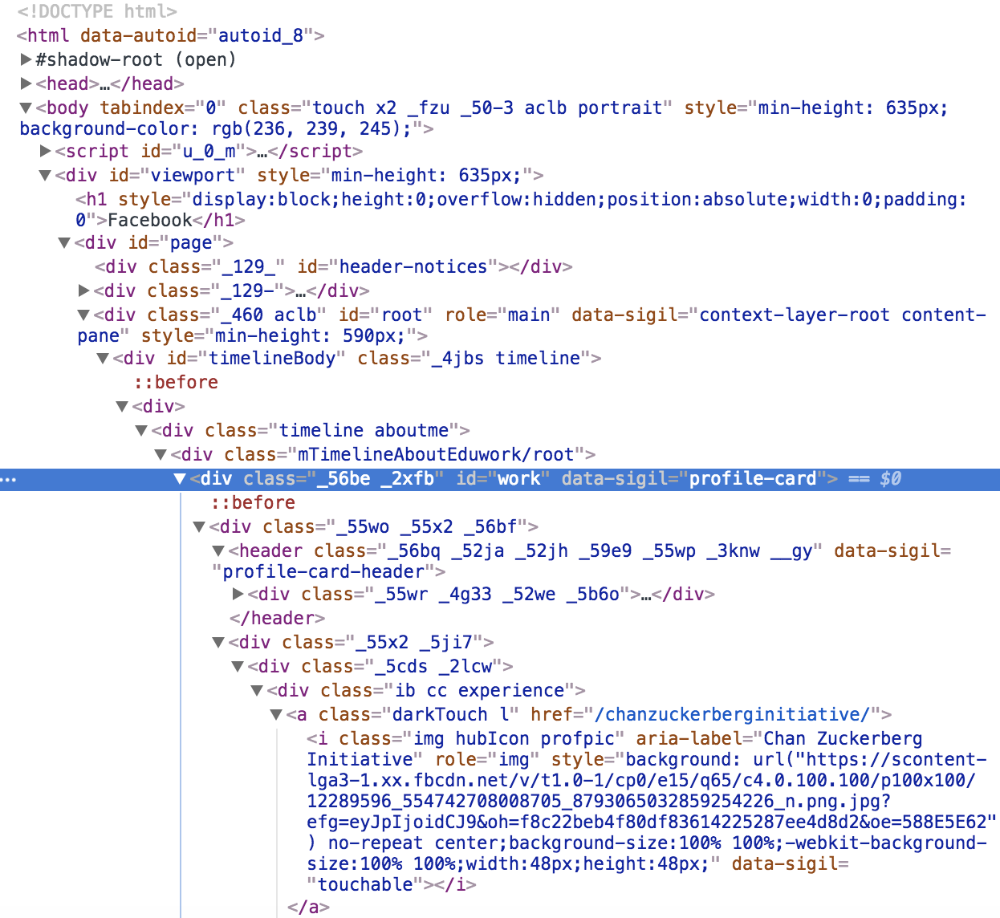 <!DOCTYPE html>
<html data-autoid="autoid_8">
▶#shadow-root (open)
▶<head>…</head>
▼<body tabindex="0" class="touch x2 _fzu _50-3 aclb portrait" style="min-height: 635px;
background-color: rgb(236, 239, 245);">
▶<script id="u_0_m">…</script>
▼<div id="viewport" style="min-height: 635px;">
<h1 style="display:block;height:0;overflow:hidden;position:absolute;width:0;padding:
0">Facebook</h1>
▼<div id="page">
<div class="_129_" id="header-notices"></div>
▶<div class="_129-">…</div>
▼<div class="_460 aclb" id="root" role="main" data-sigil="context-layer-root content-
pane" style="min-height: 590px;">
▼<div id="timelineBody" class="_4jbs timeline">
::before
▼<div>
▼<div class="timeline aboutme">
▼<div class="mTimelineAboutEduwork/root">
… ▼<div class="_56be _2xfb" id="work" data-sigil="profile-card"> == $0
::before
▼<div class="_55wo _55x2 _56bf">
▼<header class="_56bq _52ja _52jh _59e9 _55wp _3knw __gy" data-sigil=
"profile-card-header">
▶<div class="_55wr _4g33 _52we _5b6o">…</div>
</header>
▼<div class="_55x2 _5ji7">
▼<div class="_5cds _2lcw">
▼<div class="ib cc experience">
▼<a class="darkTouch l" href="/chanzuckerberginitiative/">
<i class="img hubIcon profpic" aria-label="Chan Zuckerberg
Initiative" role="img" style="background: url("https://scontent-
lga3-1.xx.fbcdn.net/v/t1.0-1/cp0/e15/q65/c4.0.100.100/p100x100/
12289596_554742708008705_8793065032859254226_n.png.jpg?
efg=eyJpIjoidCJ9&oh=f8c22beb4f80df83614225287ee4d8d2&oe=588E5E62"
) no-repeat center;background-size:100% 100%;-webkit-background-
size:100% 100%;width:48px;height:48px;" data-sigil=
"touchable"></i>
</a>